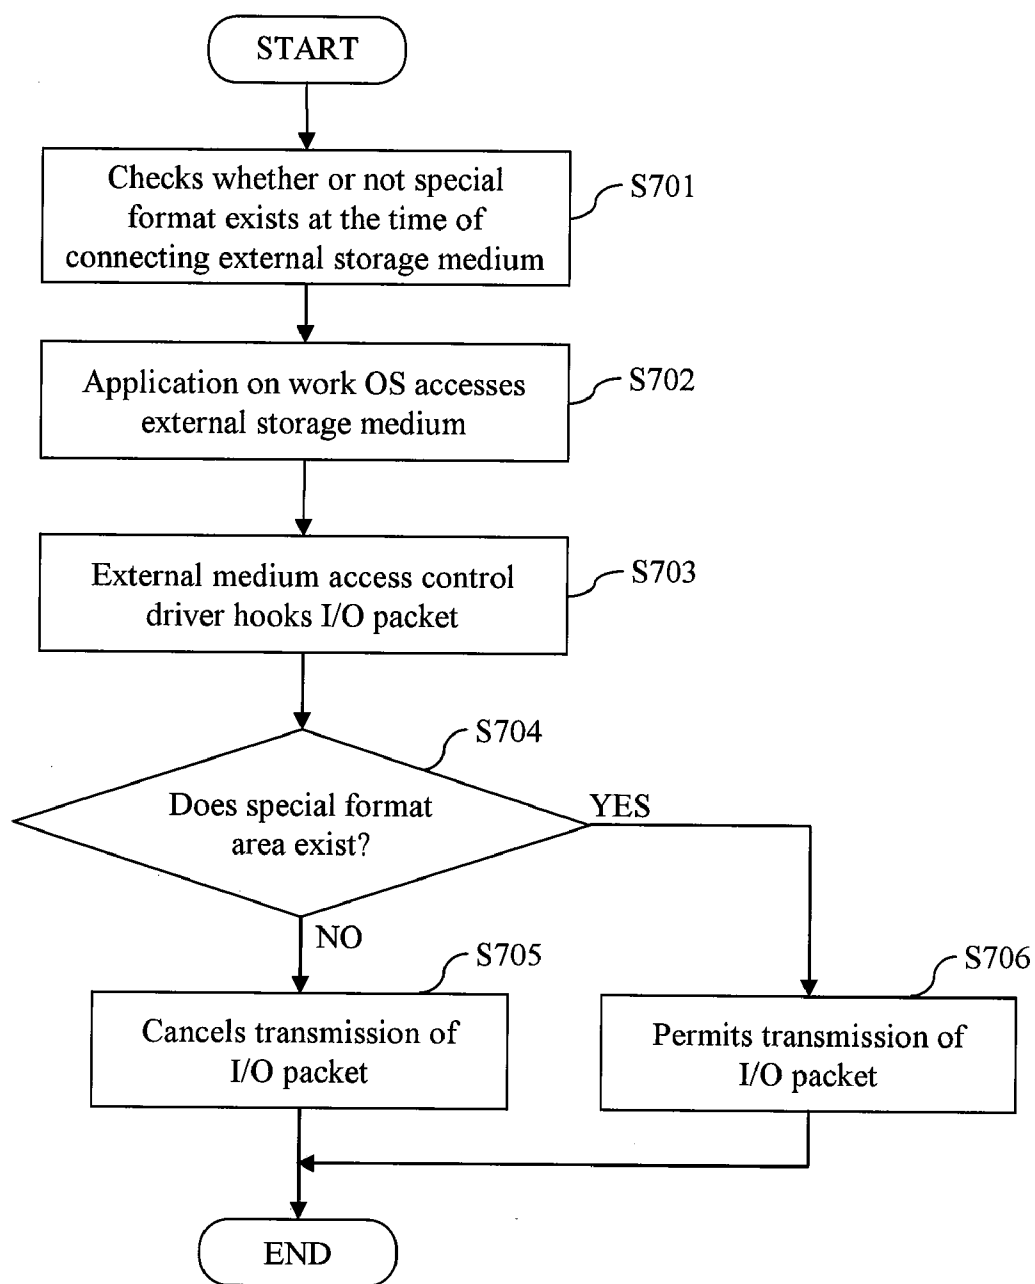 START
Checks whether or not special
format exists at the time of
connecting external storage medium
S701
Application on work OS accesses
external storage medium
S702
External medium access control
driver hooks I/O packet
S703
S704
Does special format
area exist?
YES
NO
S705
Cancels transmission of
I/O packet
S706
Permits transmission of
I/O packet
END